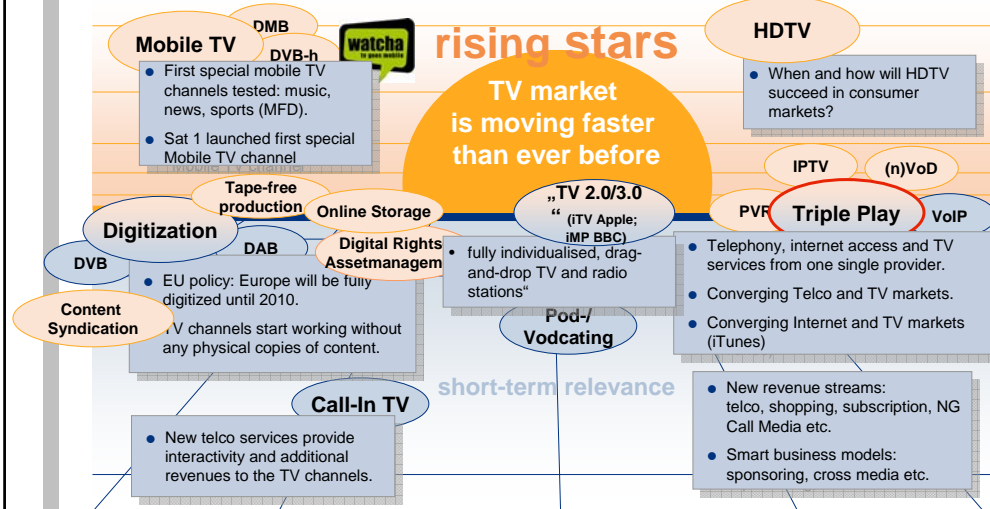 DMB
Mobile TV
DVB-h
watcha
to goes mobile
rising stars
HDTV
• First special mobile TV
channels tested: music,
news, sports (MFD).
• Sat 1 launched first special
Mobile TV channel
TV market
is moving faster
than ever before
• When and how will HDTV
succeed in consumer
markets?
IPTV
(n)VoD
PVR
Triple Play
VoIP
Tape-free
production
Online Storage
Digitization
DAB
DVB
Digital Rights
Assetmanagem
„TV 2.0/3.0
“ (iTV Apple;
iMP BBC)
• fully individualised, drag-
and-drop TV and radio
stations“
• Telephony, internet access and TV
services from one single provider.
• Converging Telco and TV markets.
• Converging Internet and TV markets
(iTunes)
• EU policy: Europe will be fully
digitized until 2010.
TV channels start working without
any physical copies of content.
Content
Syndication
Pod-/
Vodcating
short-term relevance
Call-In TV
• New telco services provide
interactivity and additional
revenues to the TV channels.
• New revenue streams:
telco, shopping, subscription, NG
Call Media etc.
• Smart business models:
sponsoring, cross media etc.